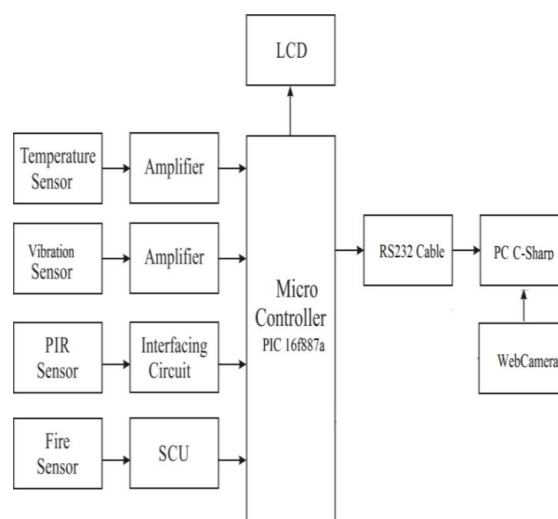 LCD
Temperature
Sensor
Amplifier
Vibration
Sensor
Amplifier
PIR
Sensor
Interfacing
Circuit
Fire
Sensor
SCU
Micro
Controller
PIC 16f887a
RS232 Cable
PC C-Sharp
WebCamera